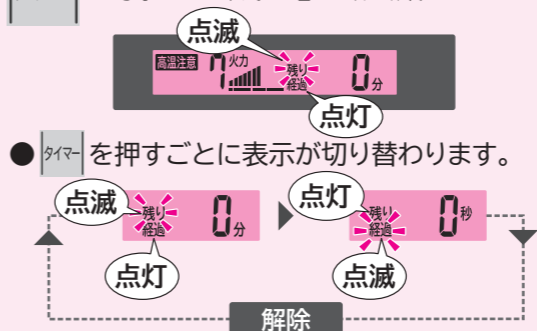 点滅
高温注意 7 火力 残り 経過 0分
点灯
● タイマー を押すごとに表示が切り替わります。
点滅 残り 経過 0分 点灯 残り 経過 0秒
点灯 点滅
解除